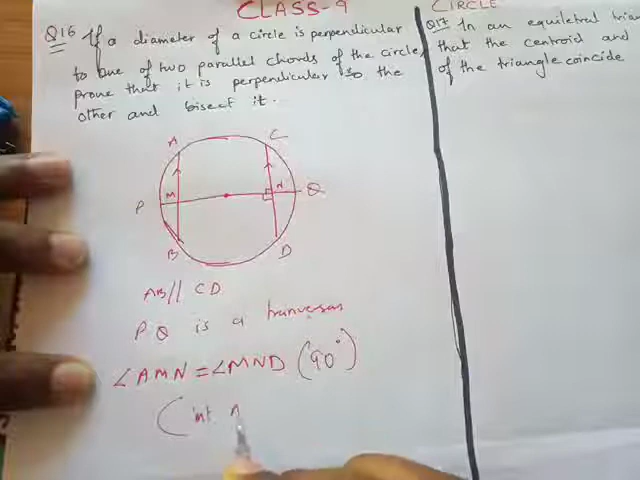 CLASS-9
Q16 If a diameter of a circle is perpendicular
to one of two parallel chords of the circle
prove that it is perpendicular to the
other and bisect it.
A C
P M N Q
B D
AB // CD
PQ is a
∠AMN = ∠MND (90°)
(int
CIRCLE
Q17 In an equiletral
that the centroid and
of the triangle coincide